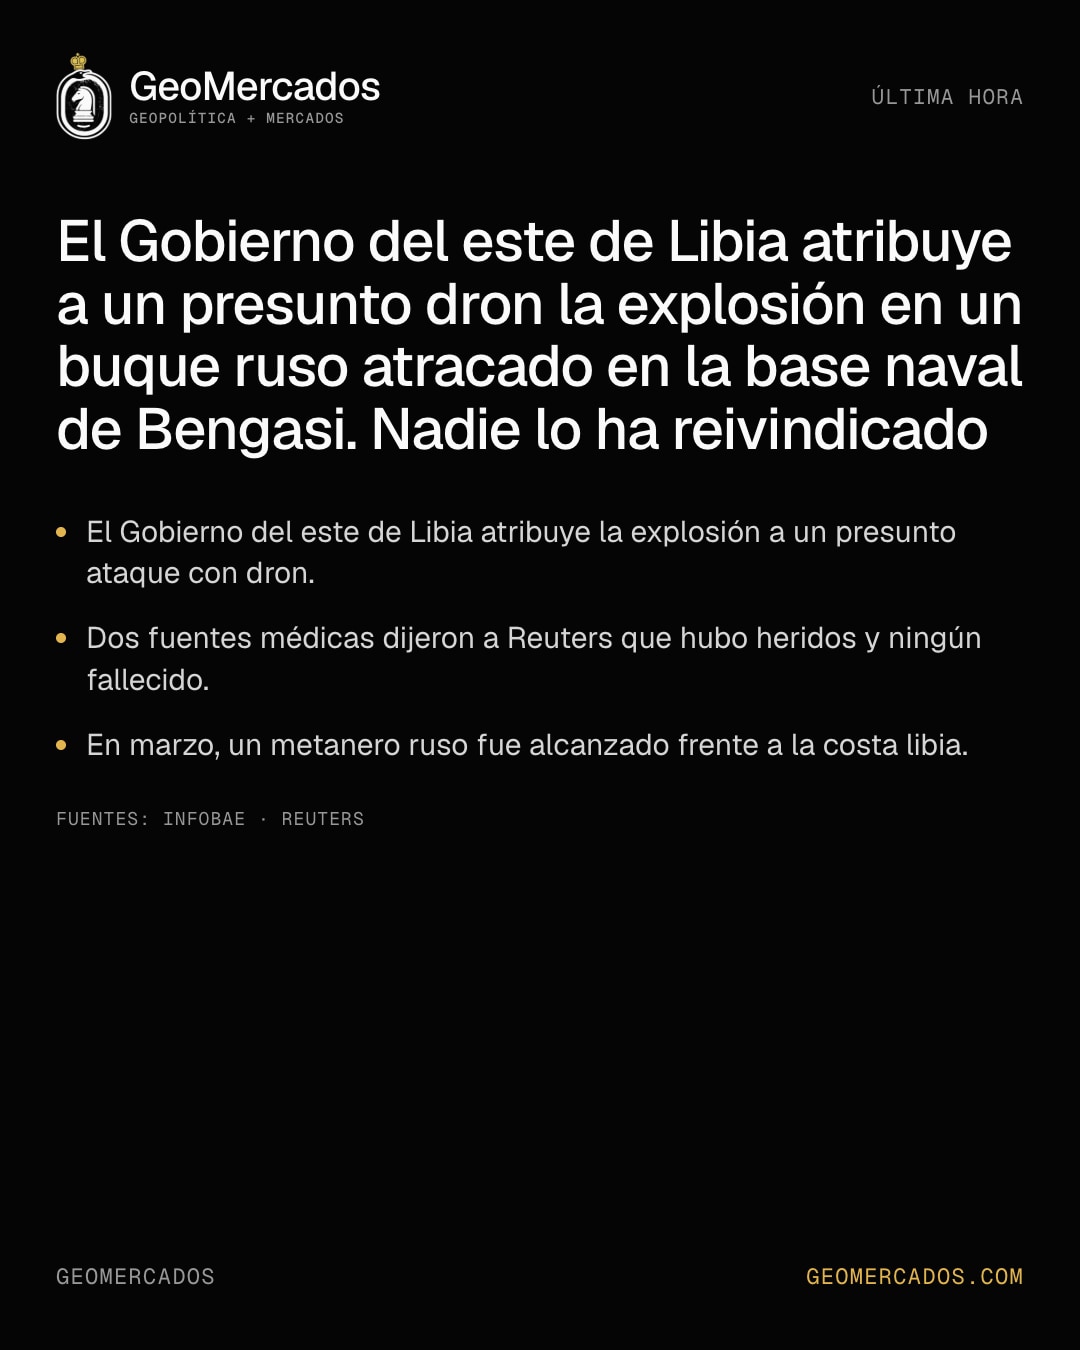 GeoMercados
GEOPOLÍTICA + MERCADOS
ÚLTIMA HORA
El Gobierno del este de Libia atribuye
a un presunto dron la explosión en un
buque ruso atracado en la base naval
de Bengasi. Nadie lo ha reivindicado
• El Gobierno del este de Libia atribuye la explosión a un presunto
ataque con dron.
• Dos fuentes médicas dijeron a Reuters que hubo heridos y ningún
fallecido.
• En marzo, un metanero ruso fue alcanzado frente a la costa libia.
FUENTES: INFOBAE · REUTERS
GEOMERCADOS
GEOMERCADOS.COM